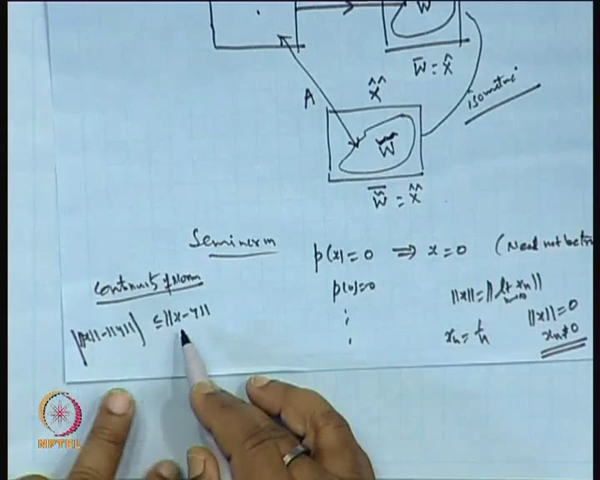 W
W̄ = X̂
A
X̂̂
isometric
W̃
W̃̄ = X̂̂
Seminorm
p(x) = 0 ⟹ x = 0 (Need not be true
Continuity of Norm
p(0) = 0
| ||x|| - ||y|| | ≤ ||x - y||
||x|| = || lt xₙ ||
n→∞
xₙ = 1/n
||x|| = 0
xₙ ≠ 0
NPTEL